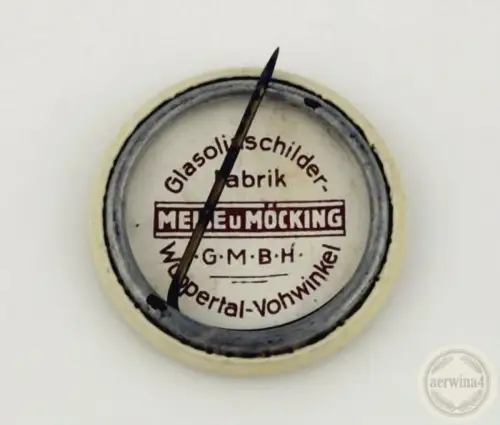 Glasolinschilder-
Fabrik
MEISE U MÖCKING
·G·M·B·H·
Wuppertal-Vohwinkel
aerwina4